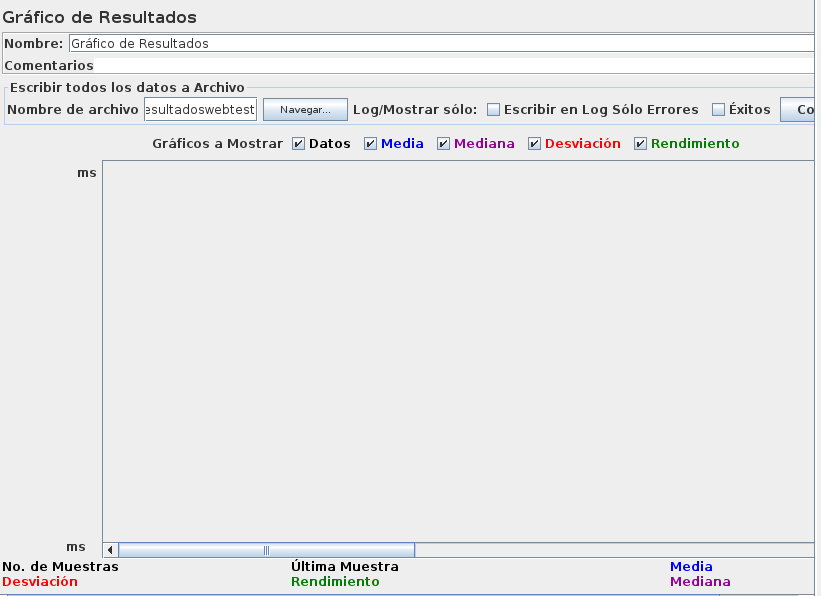 Gráfico de Resultados
Nombre: Gráfico de Resultados
Comentarios
Escribir todos los datos a Archivo
Nombre de archivo esultadoswebtest Navegar... Log/Mostrar sólo: Escribir en Log Sólo Errores Éxitos Co
Gráficos a Mostrar Datos Media Mediana Desviación Rendimiento
ms
ms
No. de Muestras Última Muestra Media
Desviación Rendimiento Mediana